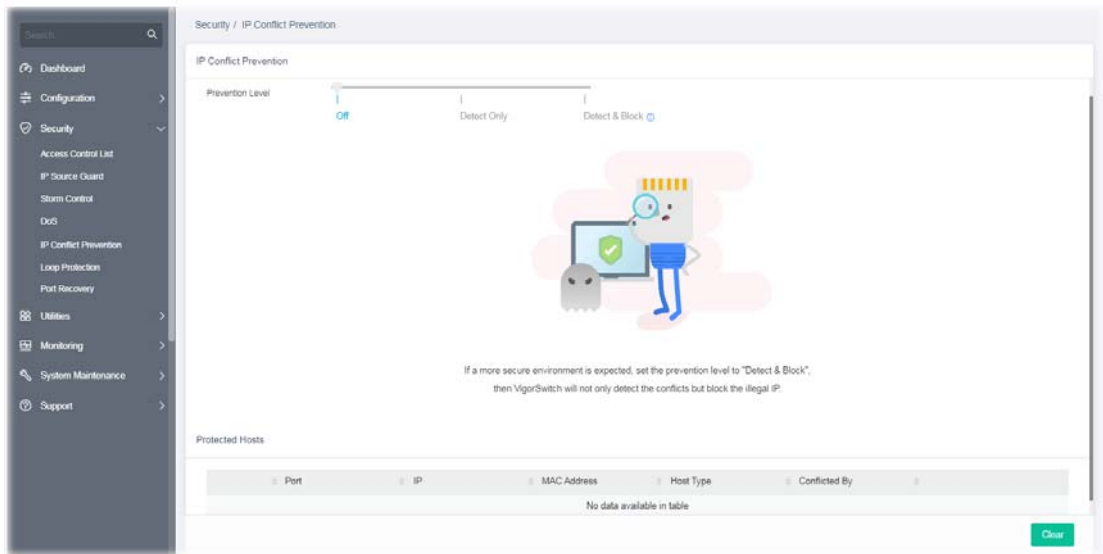 Search
Security / IP Conflict Prevention
Dashboard
Configuration
Security
Access Control List
IP Source Guard
Storm Control
DoS
IP Conflict Prevention
Loop Protection
Port Recovery
Utilities
Monitoring
System Maintenance
Support
IP Conflict Prevention
Prevention Level
Off
Detect Only
Detect & Block
If a more secure environment is expected, set the prevention level to "Detect & Block",
then VigorSwitch will not only detect the conflicts but block the illegal IP.
Protected Hosts
Port IP MAC Address Host Type Conflicted By
No data available in table
Clear